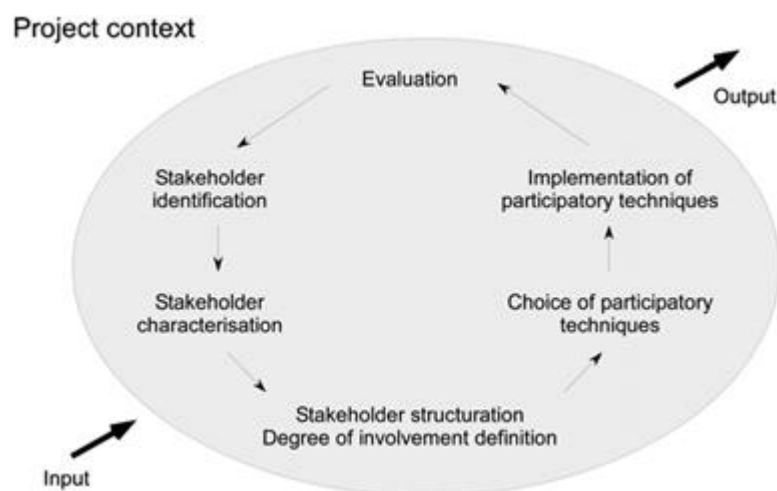 Project context
Evaluation
Output
Stakeholder
identification
Implementation of
participatory techniques
Stakeholder
characterisation
Choice of participatory
techniques
Stakeholder structuration
Degree of involvement definition
Input